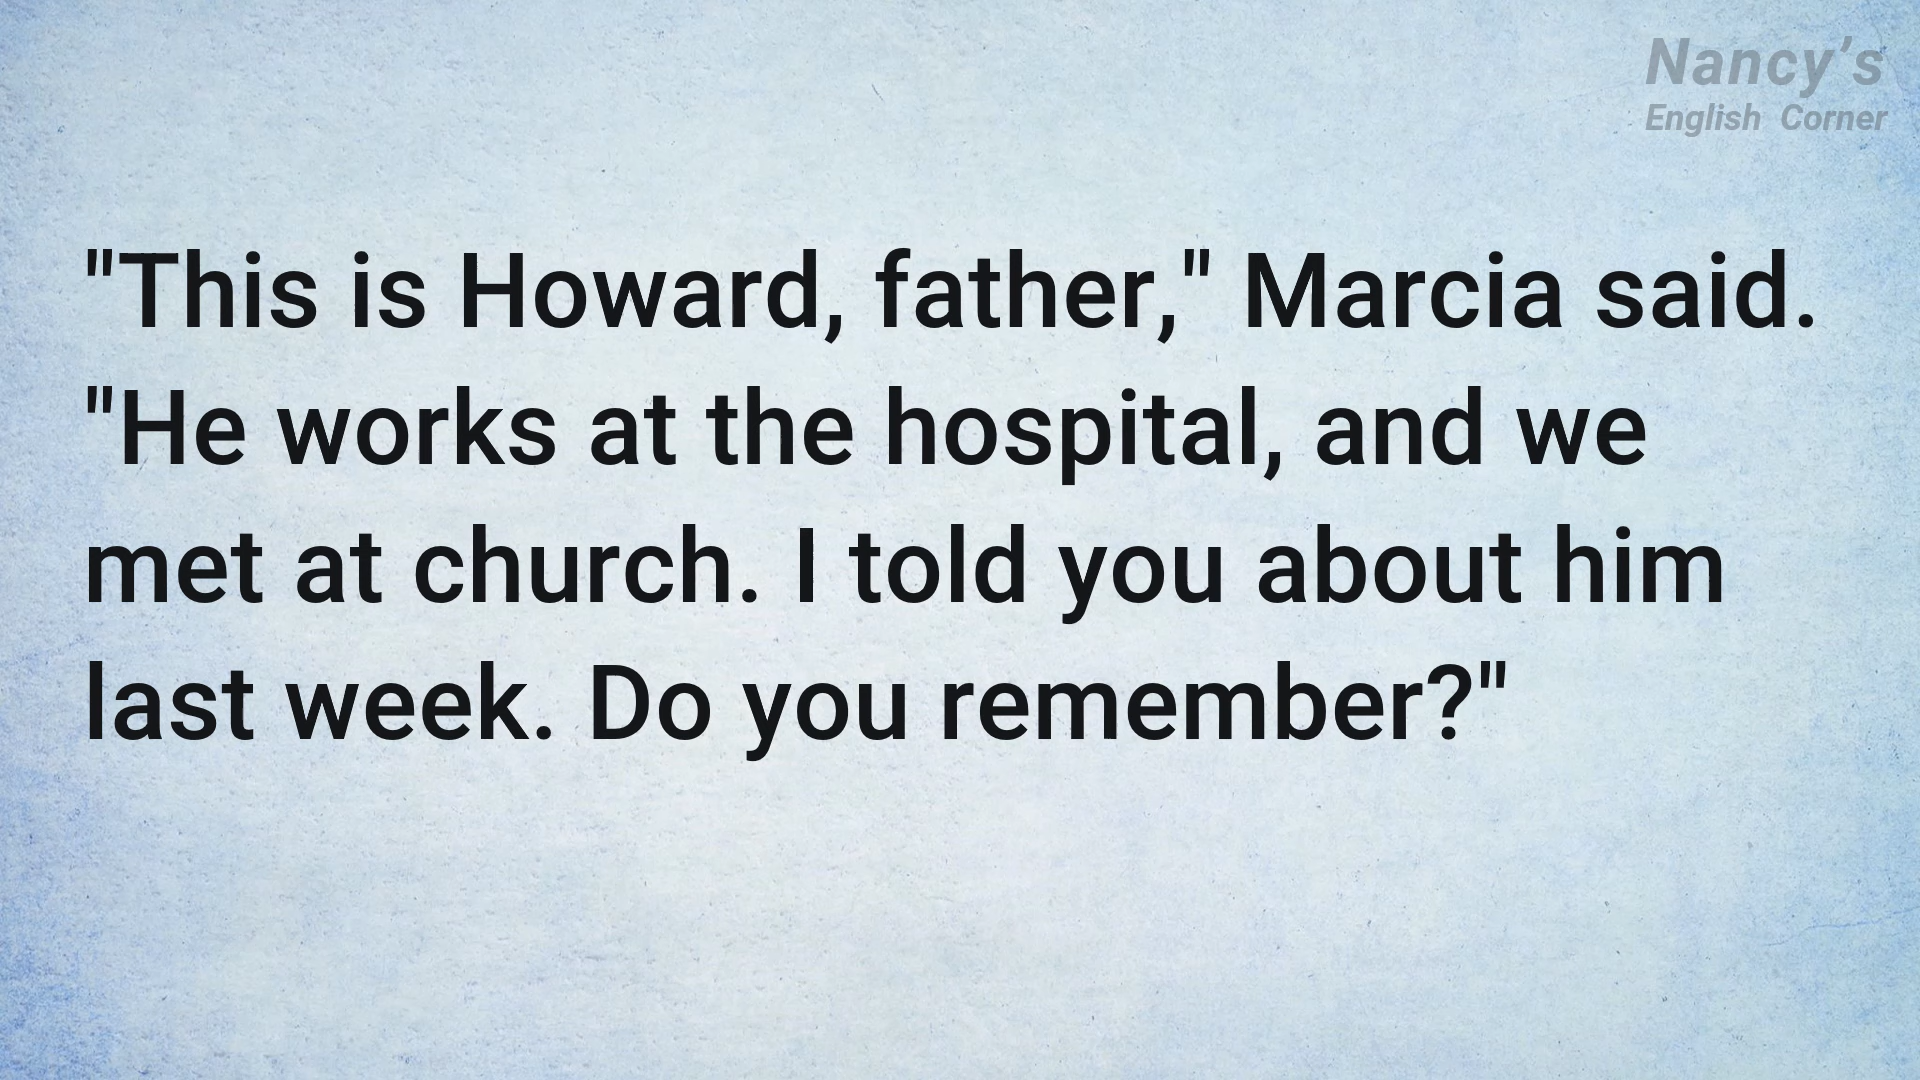 Nancy's
English Corner
"This is Howard, father," Marcia said.
"He works at the hospital, and we
met at church. I told you about him
last week. Do you remember?"